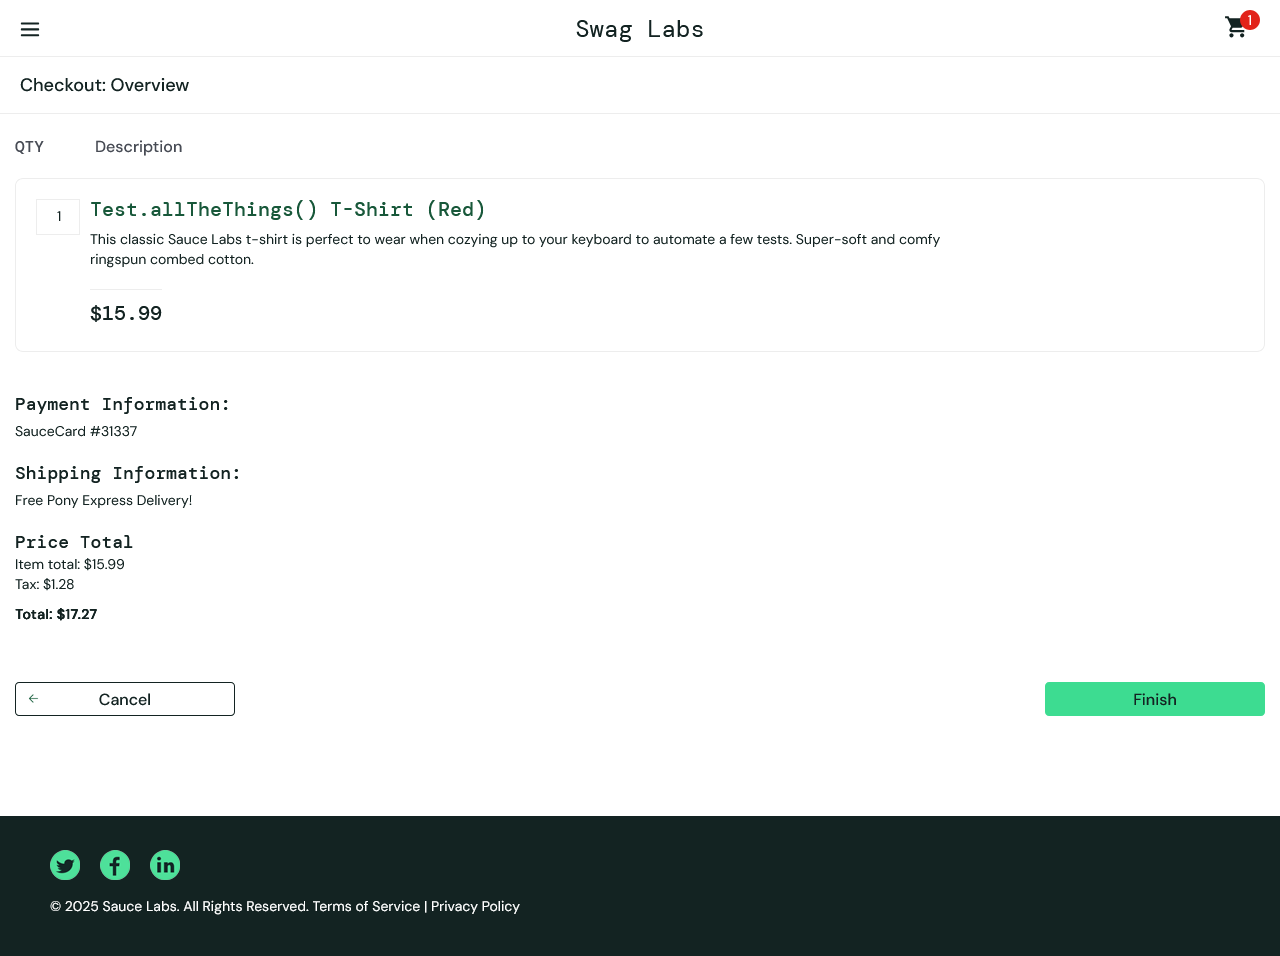 Swag Labs
1
Checkout: Overview
QTY Description
1
Test.allTheThings() T-Shirt (Red)
This classic Sauce Labs t-shirt is perfect to wear when cozying up to your keyboard to automate a few tests. Super-soft and comfy
ringspun combed cotton.
$15.99
Payment Information:
SauceCard #31337
Shipping Information:
Free Pony Express Delivery!
Price Total
Item total: $15.99
Tax: $1.28
Total: $17.27
Cancel
Finish
© 2025 Sauce Labs. All Rights Reserved. Terms of Service | Privacy Policy